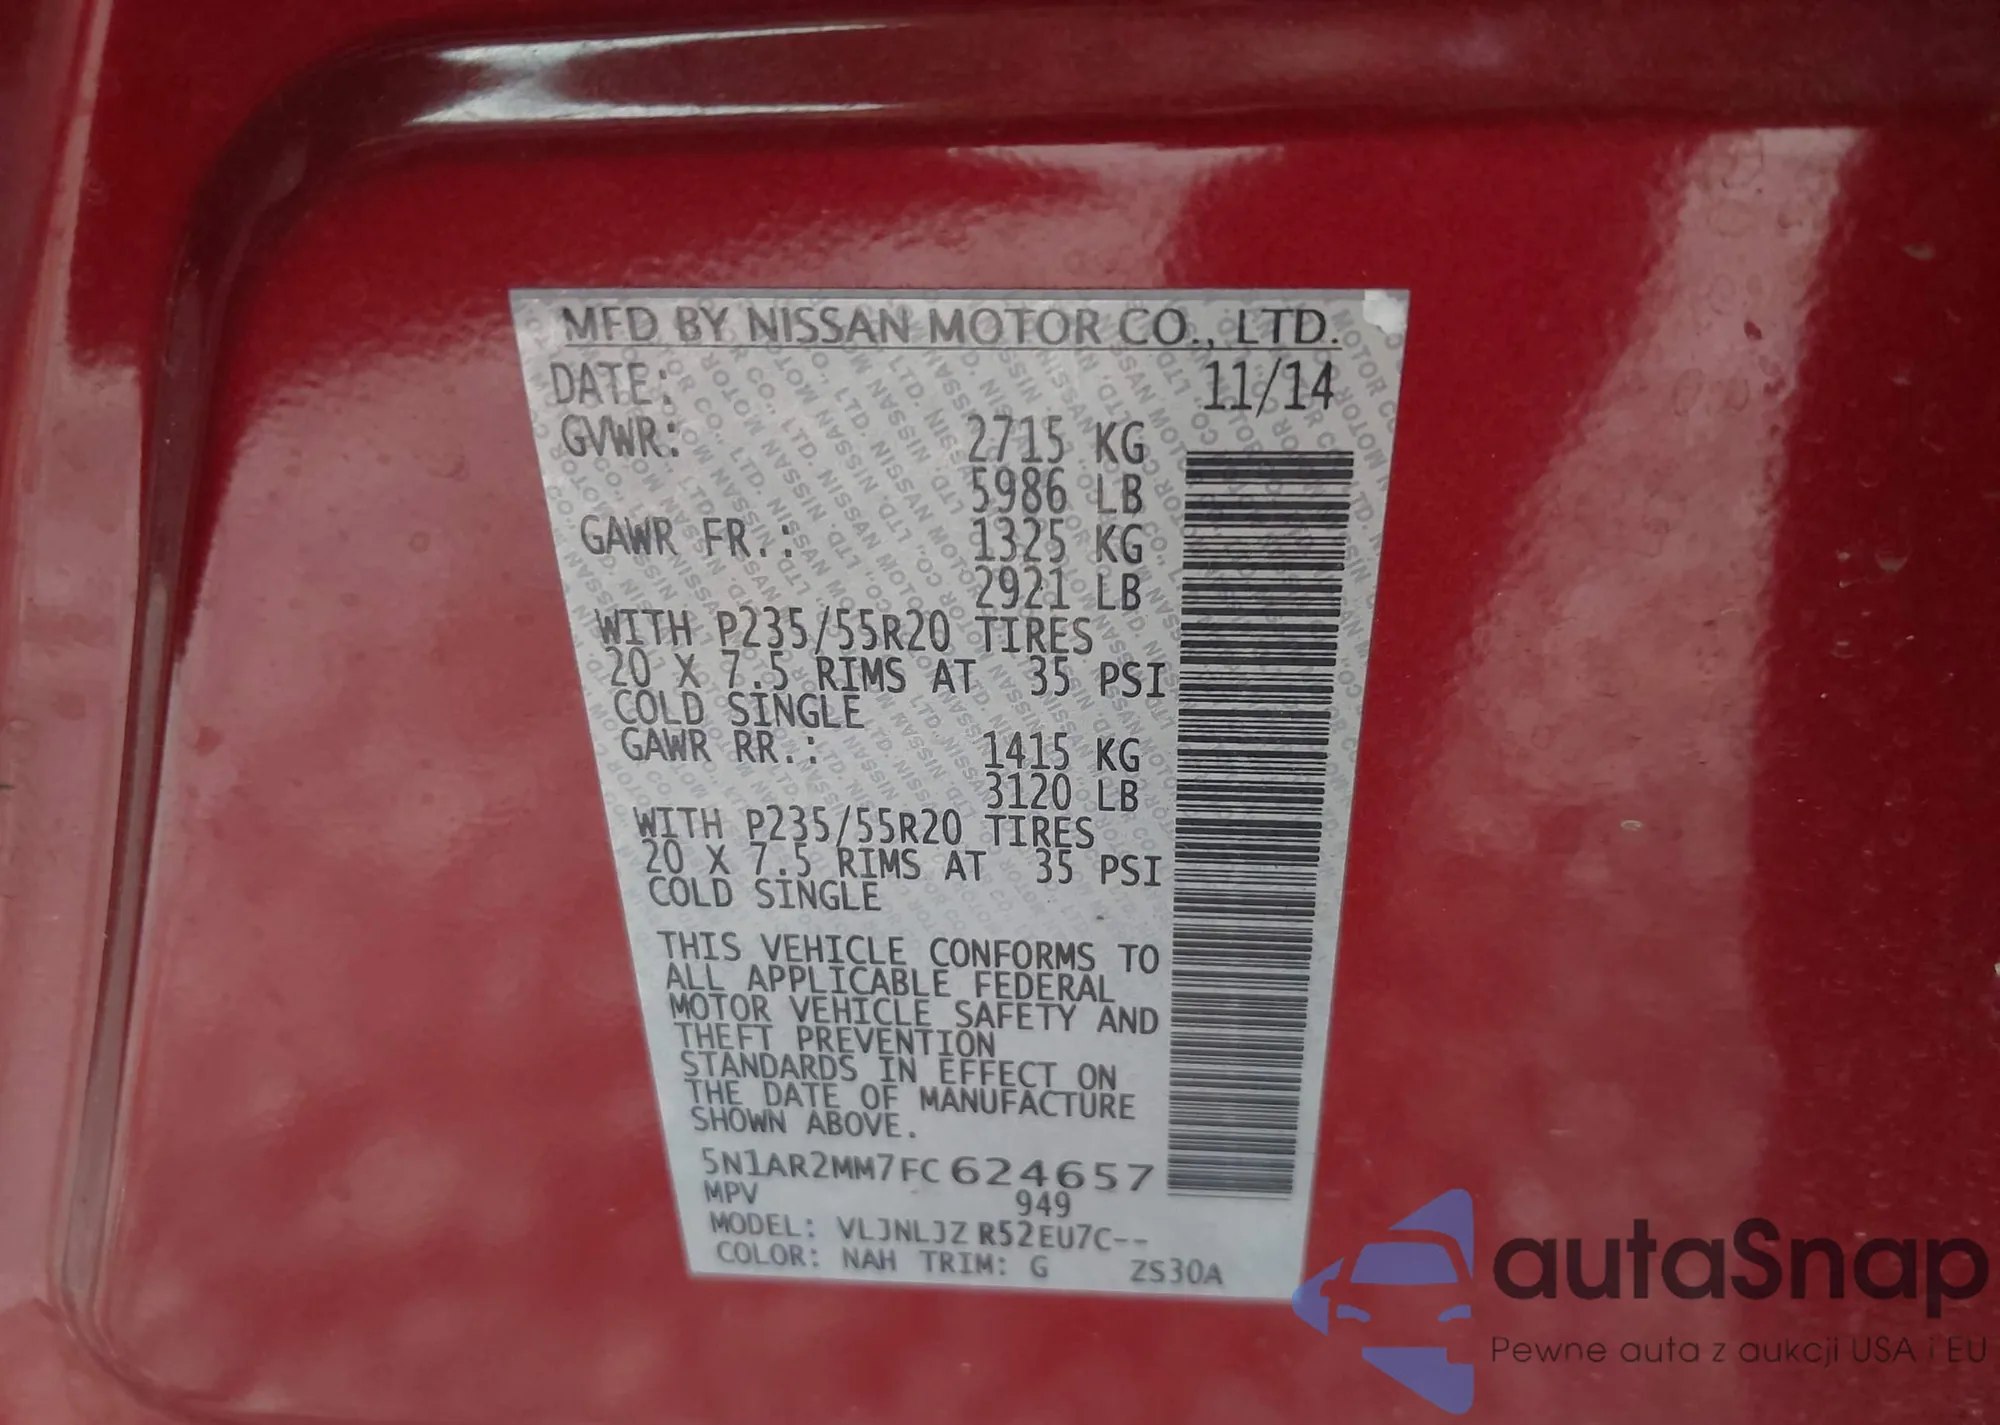 MFD BY NISSAN MOTOR CO., LTD.
DATE: 11/14
GVWR: 2715 KG
5986 LB
GAWR FR.: 1325 KG
2921 LB
WITH P235/55R20 TIRES
20 X 7.5 RIMS AT 35 PSI
COLD SINGLE
GAWR RR.: 1415 KG
3120 LB
WITH P235/55R20 TIRES
20 X 7.5 RIMS AT 35 PSI
COLD SINGLE
THIS VEHICLE CONFORMS TO
ALL APPLICABLE FEDERAL
MOTOR VEHICLE SAFETY AND
THEFT PREVENTION
STANDARDS IN EFFECT ON
THE DATE OF MANUFACTURE
SHOWN ABOVE.
5N1AR2MM7FC624657
MPV 949
MODEL: VLJNLJZ R52EU7C--
COLOR: NAH TRIM: G ZS30A
autaSnap
Pewne auta z aukcji USA i EU